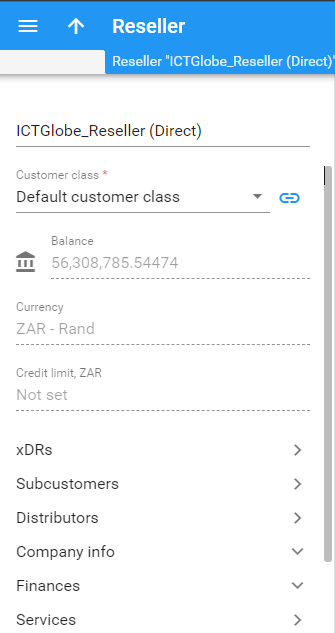 Reseller
Reseller "ICTGlobe_Reseller (Direct)"
ICTGlobe_Reseller (Direct)
Customer class *
Default customer class
Balance
56,308,785.54474
Currency
ZAR - Rand
Credit limit, ZAR
Not set
xDRs
Subcustomers
Distributors
Company info
Finances
Services